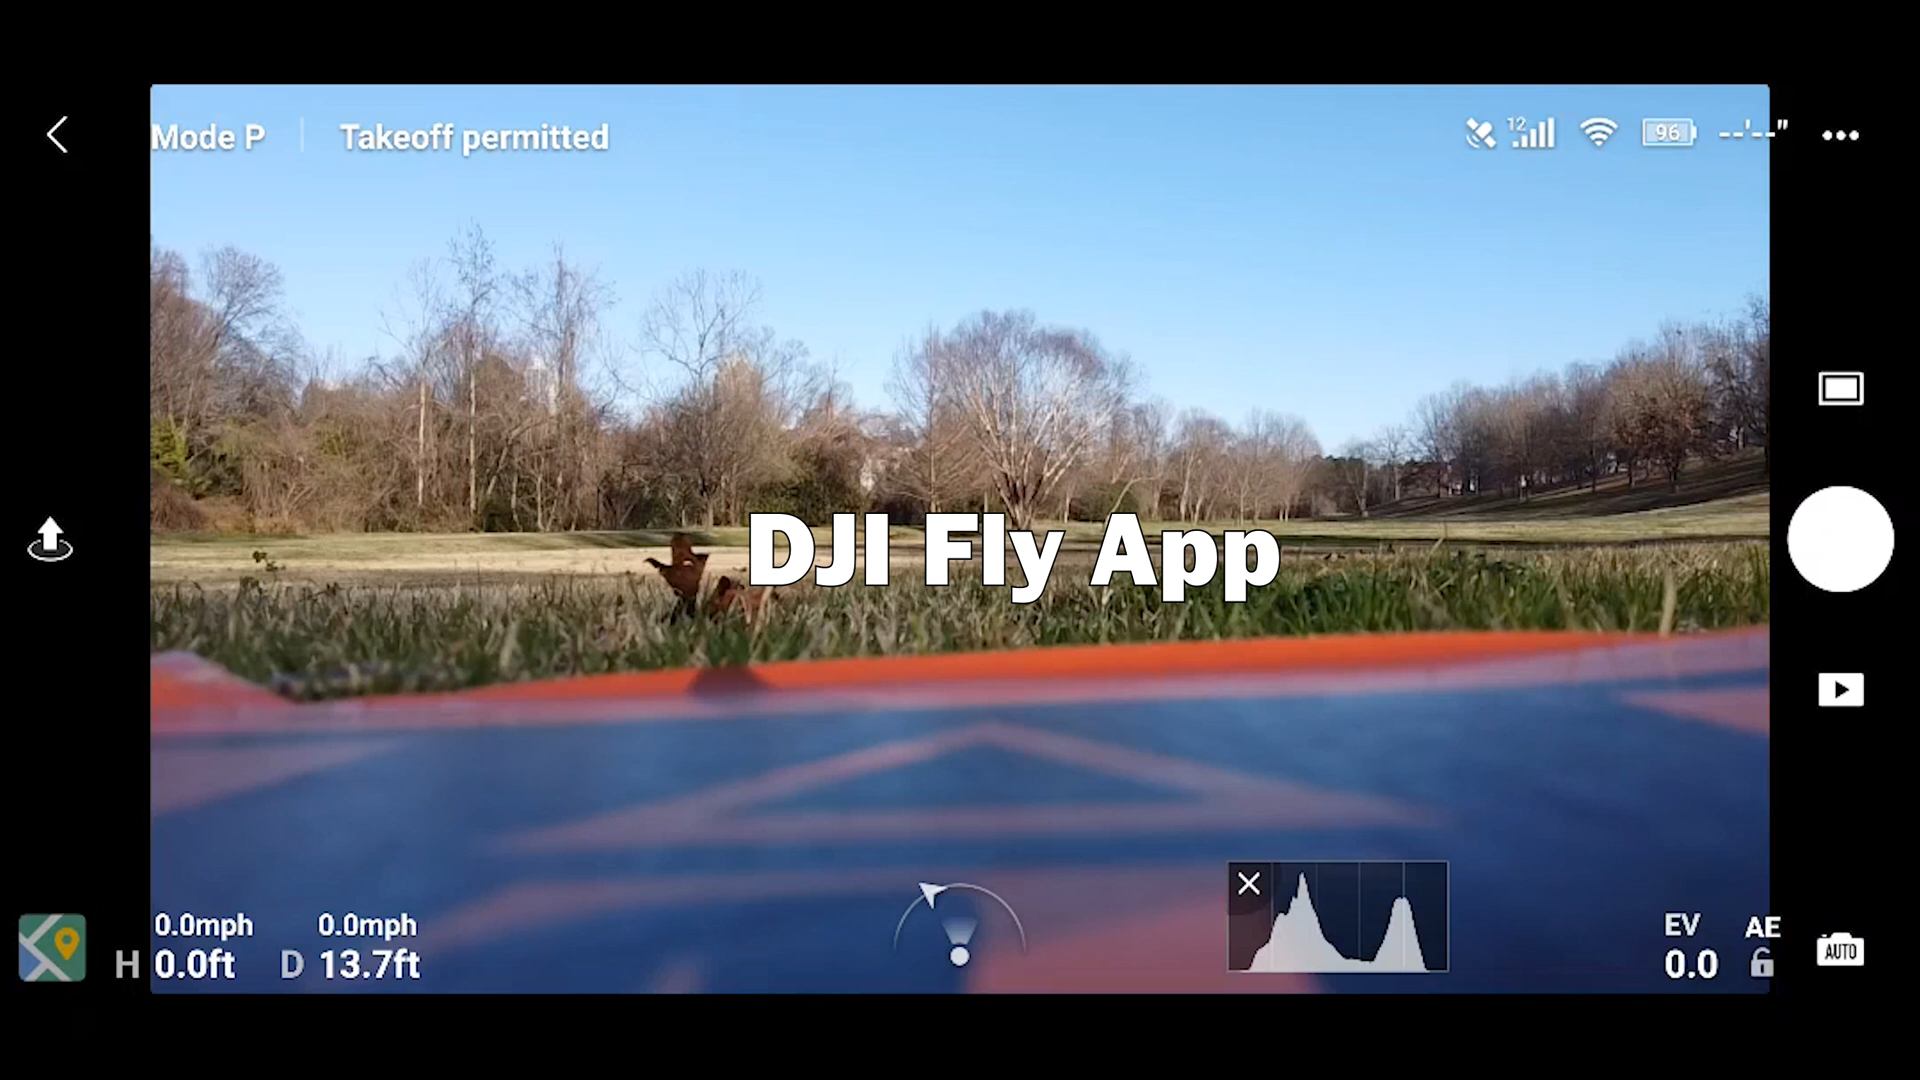 Mode P
Takeoff permitted
12
96
--'--"
DJI Fly App
0.0mph
0.0mph
H 0.0ft
D 13.7ft
EV
0.0
AE
AUTO